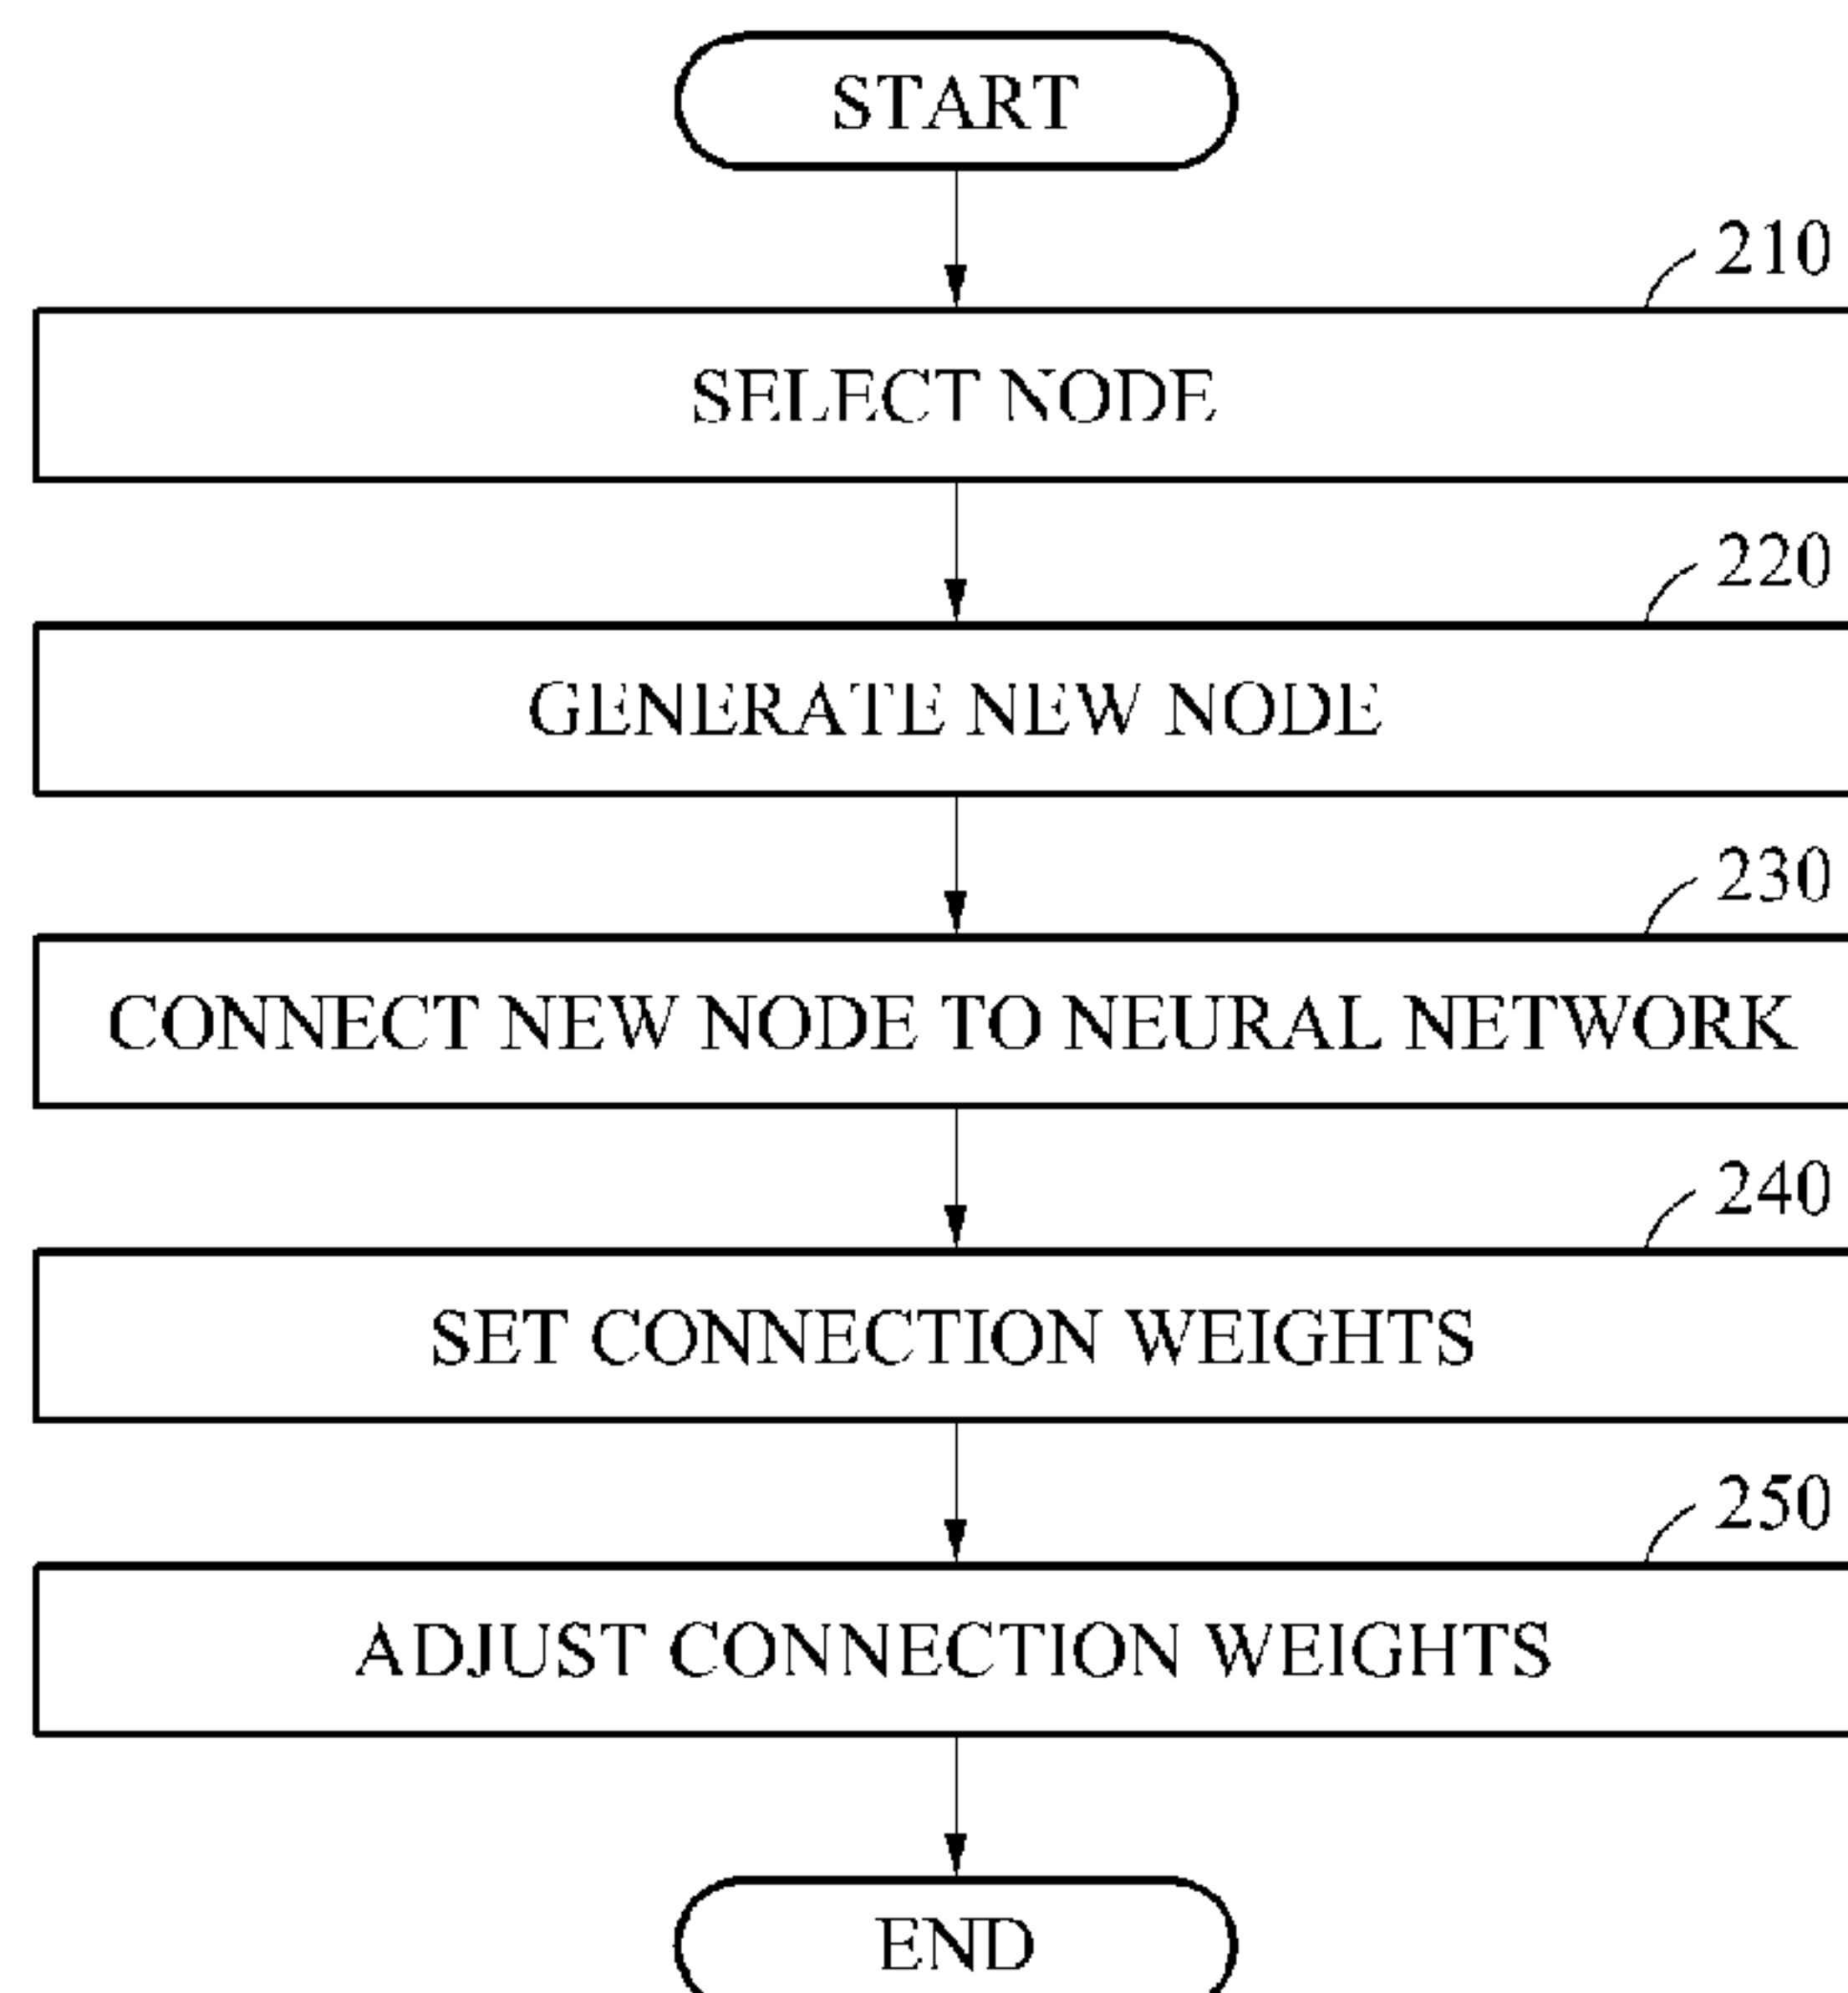 START
210
SELECT NODE
220
GENERATE NEW NODE
230
CONNECT NEW NODE TO NEURAL NETWORK
240
SET CONNECTION WEIGHTS
250
ADJUST CONNECTION WEIGHTS
END